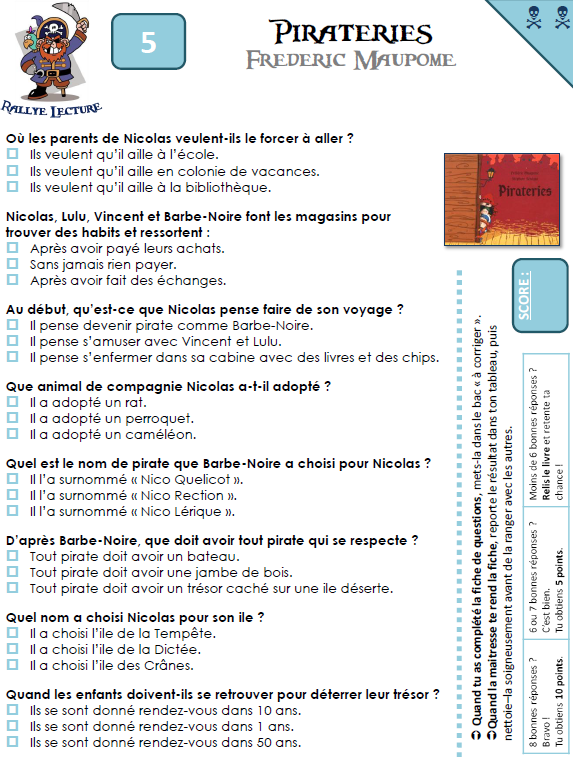 5
PIRATERIES
FREDERIC MAUPOME
RALLYE LECTURE
Où les parents de Nicolas veulent-ils le forcer à aller ?
Ils veulent qu'il aille à l'école.
Ils veulent qu'il aille en colonie de vacances.
Ils veulent qu'il aille à la bibliothèque.
Nicolas, Lulu, Vincent et Barbe-Noire font les magasins pour
trouver des habits et ressortent :
Après avoir payé leurs achats.
Sans jamais rien payer.
Après avoir fait des échanges.
Au début, qu'est-ce que Nicolas pense faire de son voyage ?
Il pense devenir pirate comme Barbe-Noire.
Il pense s'amuser avec Vincent et Lulu.
Il pense s'enfermer dans sa cabine avec des livres et des chips.
Que animal de compagnie Nicolas a-t-il adopté ?
Il a adopté un rat.
Il a adopté un perroquet.
Il a adopté un caméléon.
Quel est le nom de pirate que Barbe-Noire a choisi pour Nicolas ?
Il l'a surnommé « Nico Quelicot ».
Il l'a surnommé « Nico Rection ».
Il l'a surnommé « Nico Lérique ».
D'après Barbe-Noire, que doit avoir tout pirate qui se respecte ?
Tout pirate doit avoir un bateau.
Tout pirate doit avoir une jambe de bois.
Tout pirate doit avoir un trésor caché sur une ile déserte.
Quel nom a choisi Nicolas pour son ile ?
Il a choisi l'ile de la Tempête.
Il a choisi l'ile de la Dictée.
Il a choisi l'ile des Crânes.
Quand les enfants doivent-ils se retrouver pour déterrer leur trésor ?
Ils se sont donné rendez-vous dans 10 ans.
Ils se sont donné rendez-vous dans 1 ans.
Ils se sont donné rendez-vous dans 50 ans.
Pirateries
SCORE :
➲ Quand tu as complété la fiche de questions, mets-la dans le bac « à corriger ».
➲ Quand la maitresse te rend la fiche, reporte le résultat dans ton tableau, puis
nettoie–la soigneusement avant de la ranger avec les autres.
8 bonnes réponses ?
Bravo !
Tu obtiens 10 points.
6 ou 7 bonnes réponses ?
C'est bien.
Tu obtiens 5 points.
Moins de 6 bonnes réponses ?
Relis le livre et retente ta
chance !